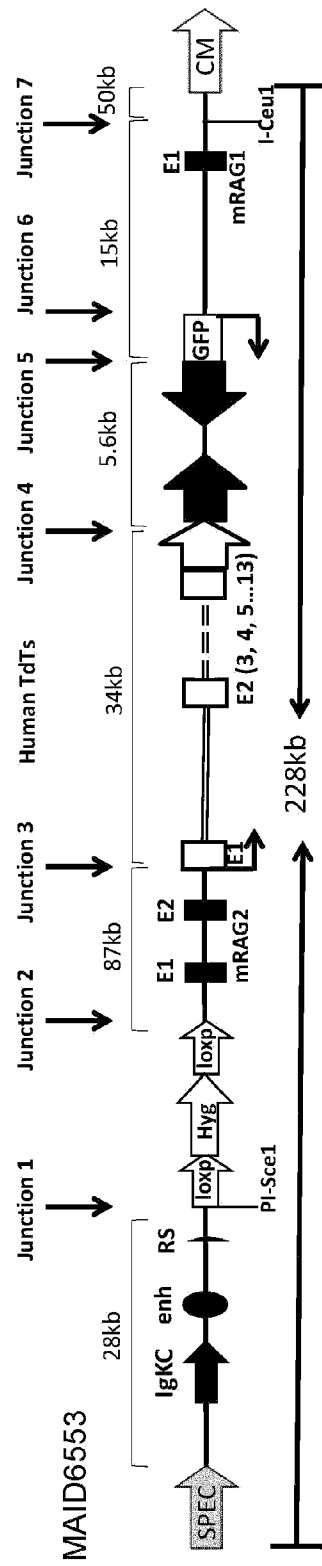 MAID6553
Human TdTs
Junction 1
Junction 2
Junction 3
Junction 4
Junction 5
Junction 6
Junction 7
28kb
87kb
34kb
5.6kb
15kb
50kb
SPEC
IgKC
enh
RS
loxp
Hyg
loxp
E1
E2
mRAG2
E1
E2 (3, 4, 5...13)
GFP
E1
mRAG1
CM
PI-Sce1
I-Ceu1
228kb